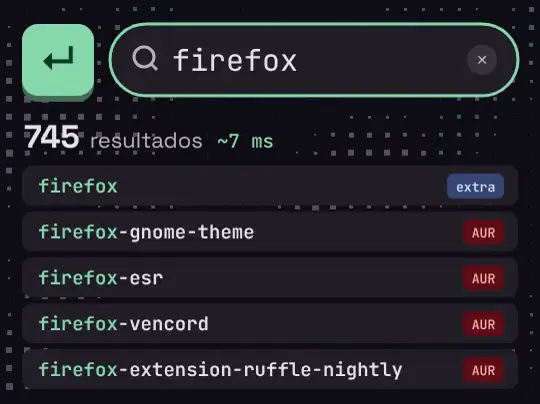 firefox
745 resultados ~7 ms
firefox extra
firefox-gnome-theme AUR
firefox-esr AUR
firefox-vencord AUR
firefox-extension-ruffle-nightly AUR